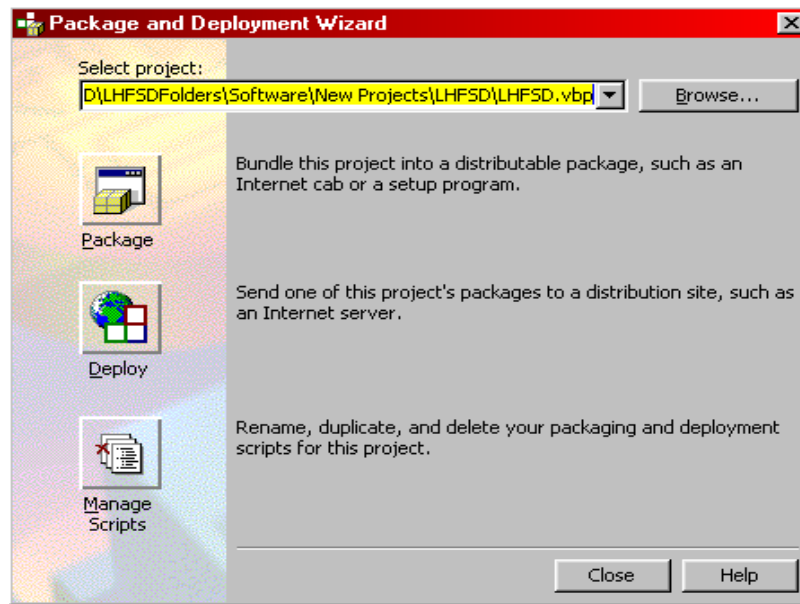 Package and Deployment Wizard
Select project:
D\LHFSDFolders\Software\New Projects\LHFSD\LHFSD.vbp
Browse...
Bundle this project into a distributable package, such as an
Internet cab or a setup program.
Package
Send one of this project's packages to a distribution site, such as
an Internet server.
Deploy
Rename, duplicate, and delete your packaging and deployment
scripts for this project.
Manage
Scripts
Close
Help